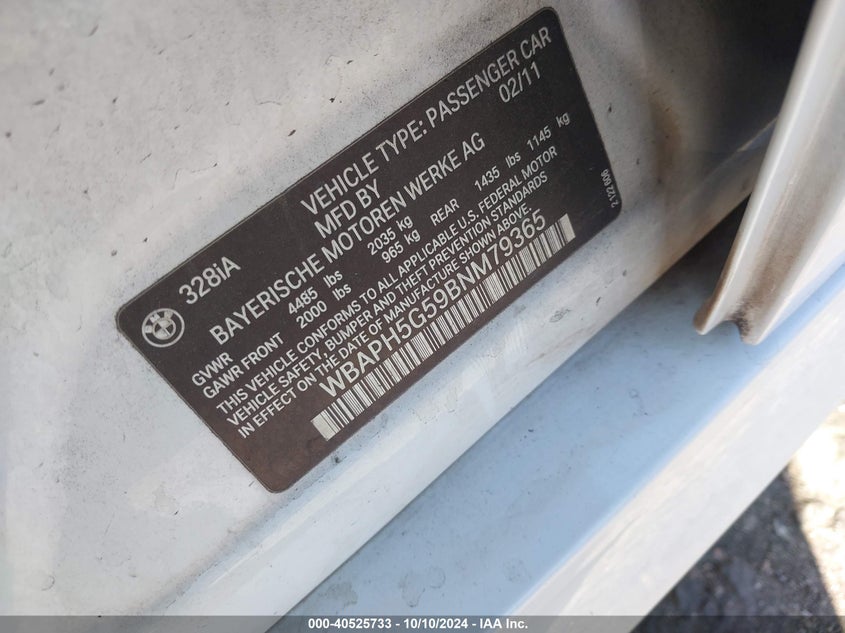 BMW
328iA
VEHICLE TYPE: PASSENGER CAR
MFD BY 02/11
BAYERISCHE MOTOREN WERKE AG
GVWR 4485 lbs 2035 kg
GAWR FRONT 2000 lbs 965 kg REAR 1435 lbs 1145 kg
THIS VEHICLE CONFORMS TO ALL APPLICABLE U.S. FEDERAL MOTOR
VEHICLE SAFETY, BUMPER AND THEFT PREVENTION STANDARDS
IN EFFECT ON THE DATE OF MANUFACTURE SHOWN ABOVE.
WBAPH5G59BNM79365
000-40525733 - 10/10/2024 - IAA Inc.